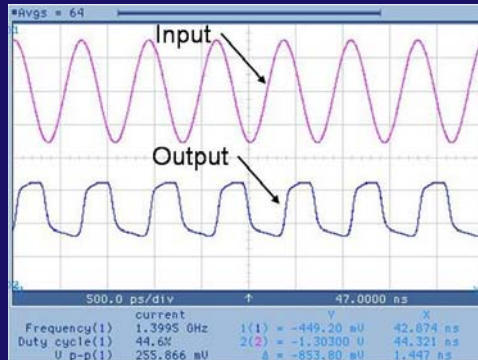 Avgs = 64
Input
Output
500.0 ps/div ↑ 47.0000 ns
current Y X
Frequency(1) 1.3995 GHz 1(1) = -449.20 mV 42.874 ns
Duty cycle(1) 44.6% 2(2) = -1.30300 V 44.321 ns
V p-p(1) 255.866 mV Δ = -853.80 mV 1.447 ns